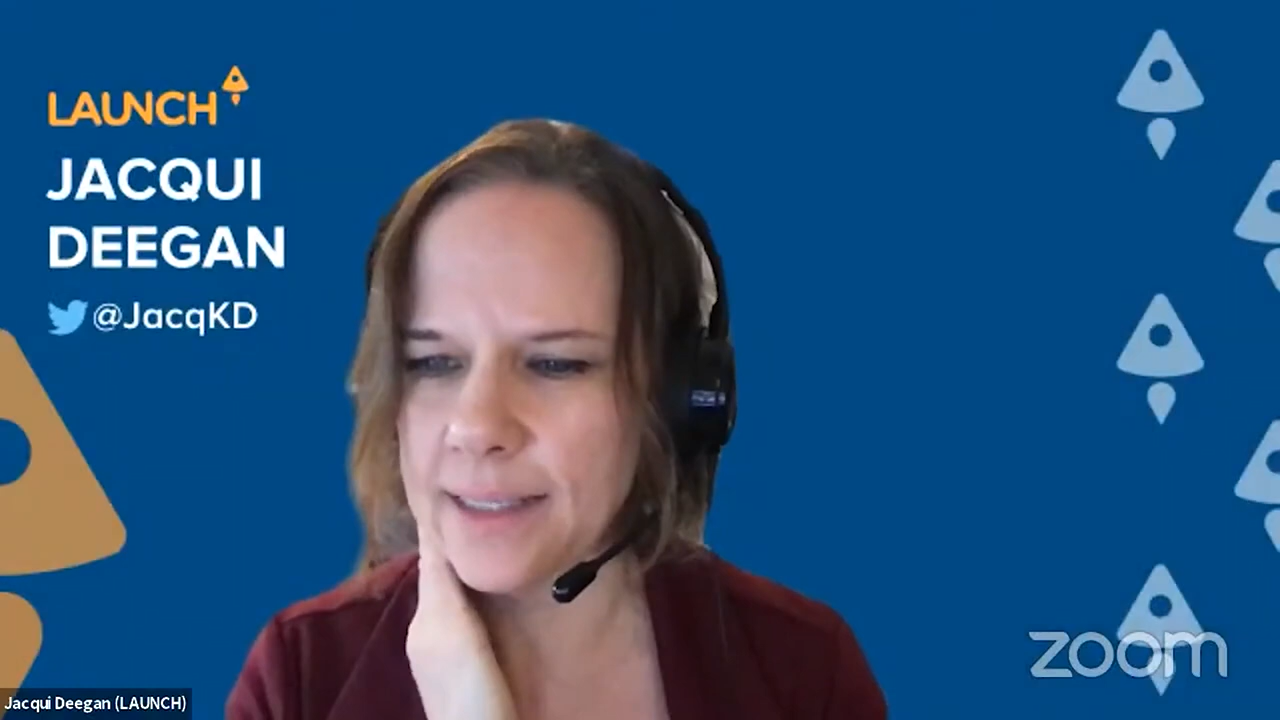 LAUNCH
JACQUI
DEEGAN
@JacqKD
zoom
Jacqui Deegan (LAUNCH)